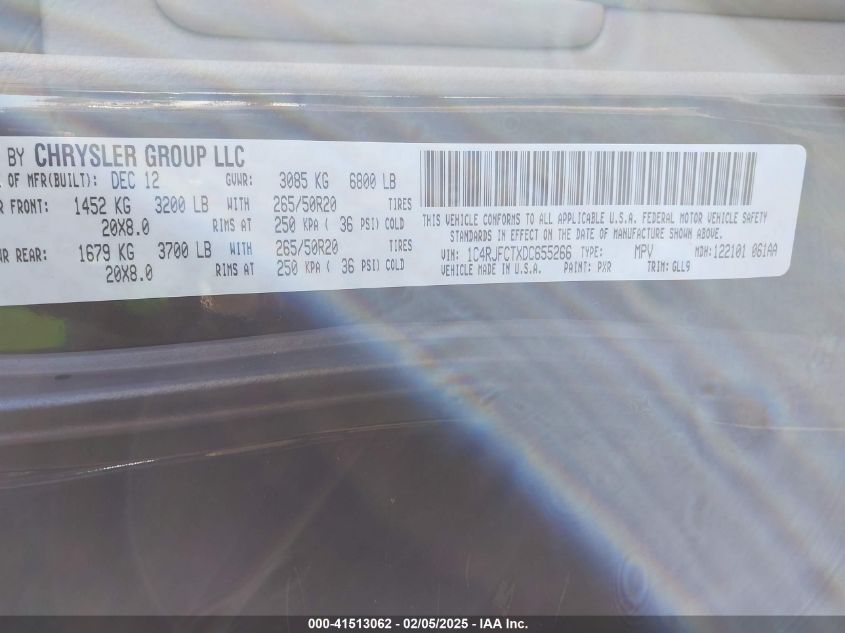 BY CHRYSLER GROUP LLC
OF MFR(BUILT): DEC 12 GVWR: 3085 KG 6800 LB
FRONT: 1452 KG 3200 LB WITH 265/50R20 TIRES
20X8.0 RIMS AT 250 KPA ( 36 PSI) COLD
REAR: 1679 KG 3700 LB WITH 265/50R20 TIRES
20X8.0 RIMS AT 250 KPA ( 36 PSI) COLD
THIS VEHICLE CONFORMS TO ALL APPLICABLE U.S.A. FEDERAL MOTOR VEHICLE SAFETY
STANDARDS IN EFFECT ON THE DATE OF MANUFACTURE SHOWN ABOVE.
VIN: 1C4RJFCTXDC655266 TYPE: MPV MDH:122101 061AA
VEHICLE MADE IN U.S.A. PAINT: PXR TRIM: GLL9
000-41513062 - 02/05/2025 - IAA Inc.